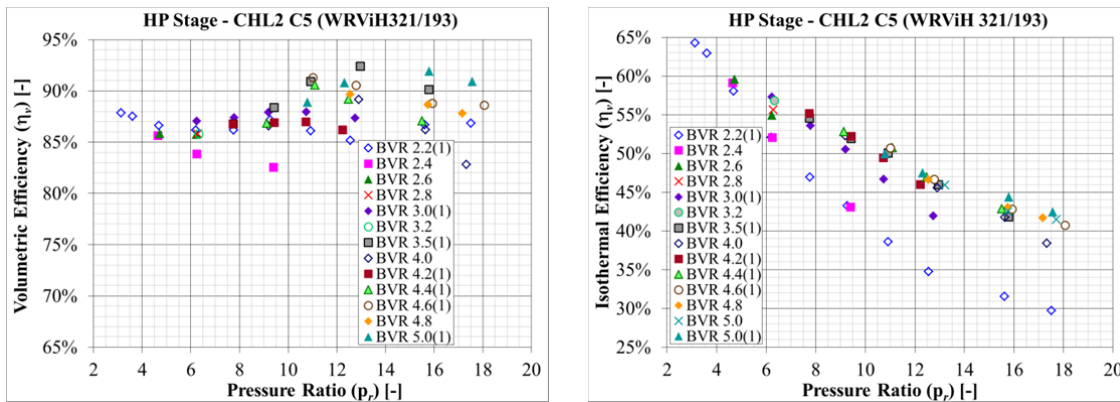 HP Stage - CHL2 C5 (WRViH321/193)
Volumetric Efficiency (ηv) [-]
95%
90%
85%
80%
75%
70%
65%
BVR 2.2(1)
BVR 2.4
BVR 2.6
BVR 2.8
BVR 3.0(1)
BVR 3.2
BVR 3.5(1)
BVR 4.0
BVR 4.2(1)
BVR 4.4(1)
BVR 4.6(1)
BVR 4.8
BVR 5.0(1)
2 4 6 8 10 12 14 16 18 20
Pressure Ratio (pr) [-]
HP Stage - CHL2 C5 (WRViH 321/193)
Isothermal Efficiency (ηv) [-]
65%
60%
55%
50%
45%
40%
35%
30%
25%
BVR 2.2(1)
BVR 2.4
BVR 2.6
BVR 2.8
BVR 3.0(1)
BVR 3.2
BVR 3.5(1)
BVR 4.0
BVR 4.2(1)
BVR 4.4(1)
BVR 4.6(1)
BVR 4.8
BVR 5.0
BVR 5.0(1)
2 4 6 8 10 12 14 16 18 20
Pressure Ratio (pr) [-]